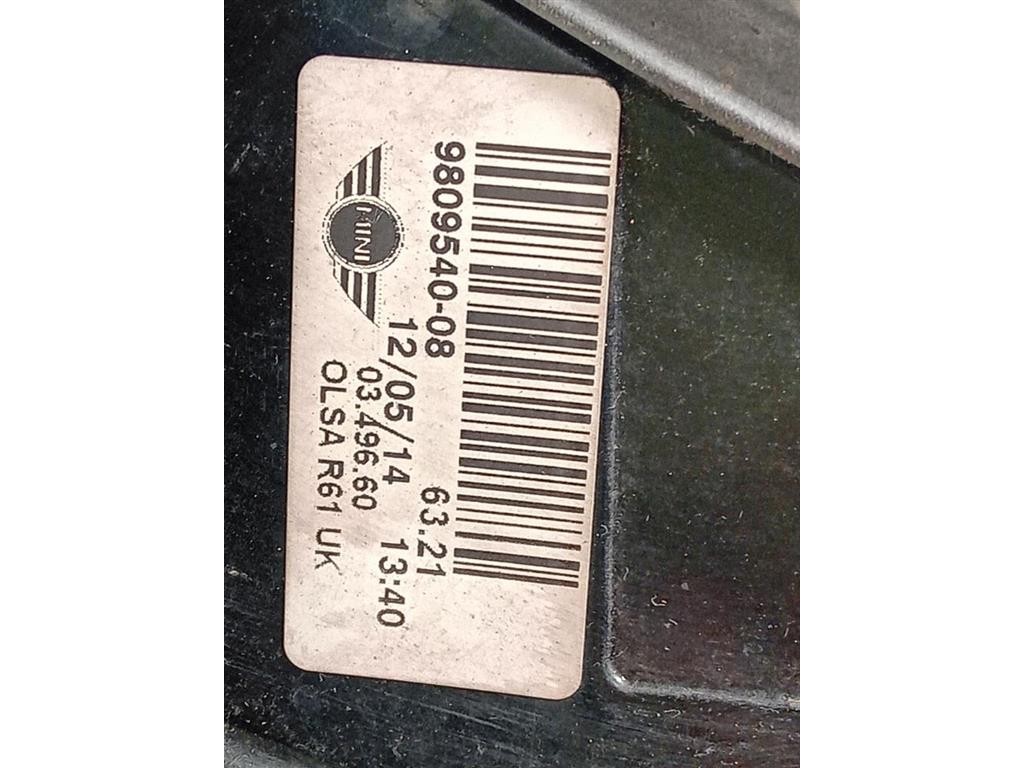 9809540-08 63.21
MINI
12/05/14 13:40
03.496.60
OLSA R61 UK